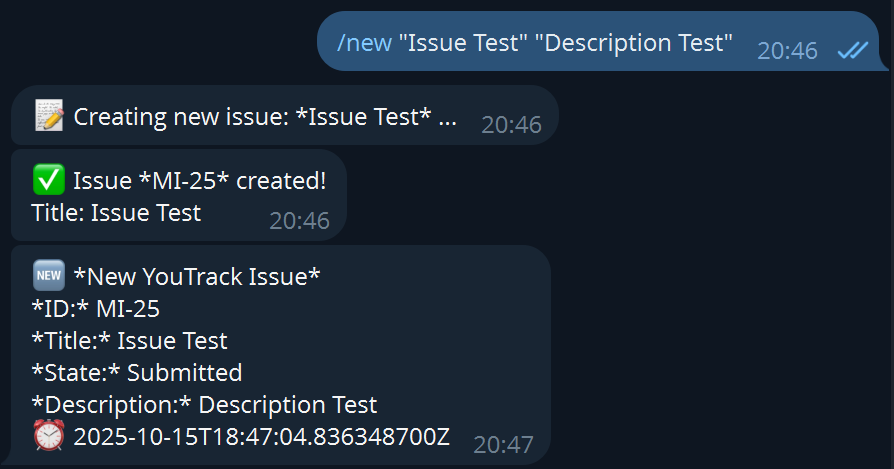 /new "Issue Test" "Description Test" 20:46
📝 Creating new issue: *Issue Test* ... 20:46
✅ Issue *MI-25* created!
Title: Issue Test 20:46
🆕 *New YouTrack Issue*
*ID:* MI-25
*Title:* Issue Test
*State:* Submitted
*Description:* Description Test
⏰ 2025-10-15T18:47:04.836348700Z 20:47